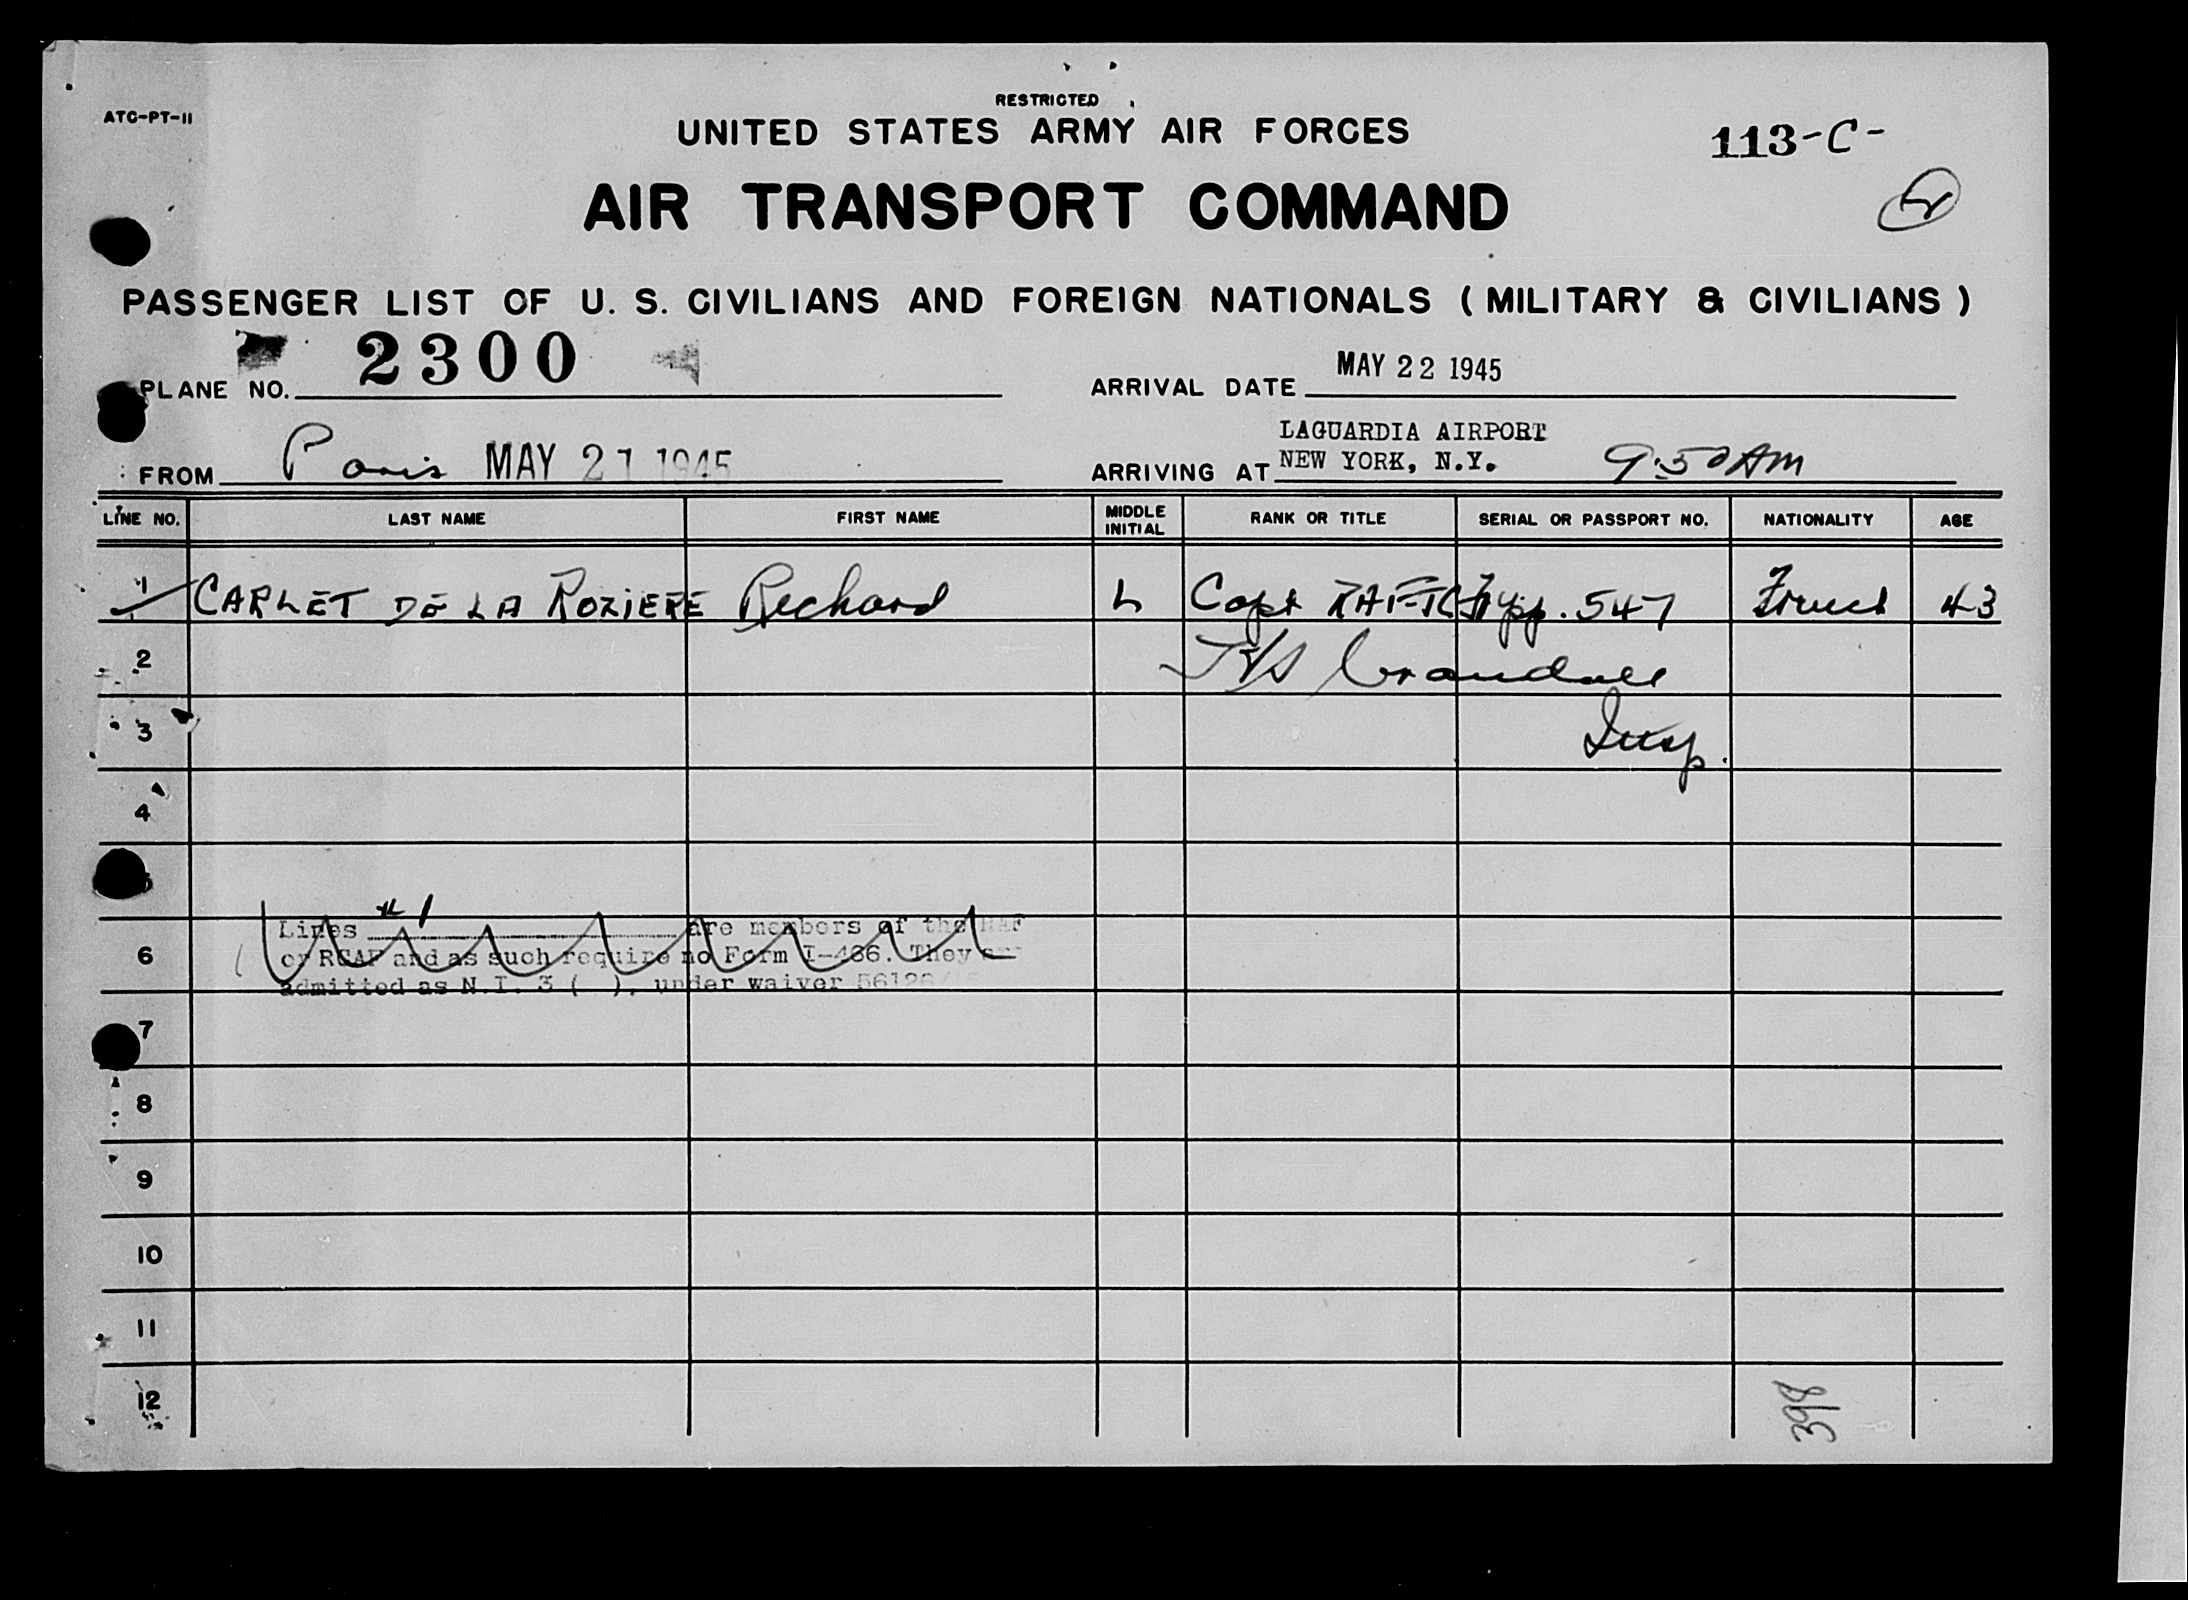 RESTRICTED
ATC-PT-11
UNITED STATES ARMY AIR FORCES
113-C-
AIR TRANSPORT COMMAND
PASSENGER LIST OF U. S. CIVILIANS AND FOREIGN NATIONALS ( MILITARY & CIVILIANS )
PLANE NO. 2300
ARRIVAL DATE MAY 22 1945
FROM Paris MAY 21 1945
ARRIVING AT LAGUARDIA AIRPORT
NEW YORK, N.Y. 9:50 AM
LINE NO. LAST NAME FIRST NAME MIDDLE INITIAL RANK OR TITLE SERIAL OR PASSPORT NO. NATIONALITY AGE
1 CARLET DE LA ROZIERE Richard L Capt 547 French 43
2 Crandall
3 Insp.
4
6
Lines # 1 are members of the RAF
or RCAF and as such require no Form I-466. They are
admitted as N.I. 3 ( ), under waiver
7
8
9
10
11
12
398